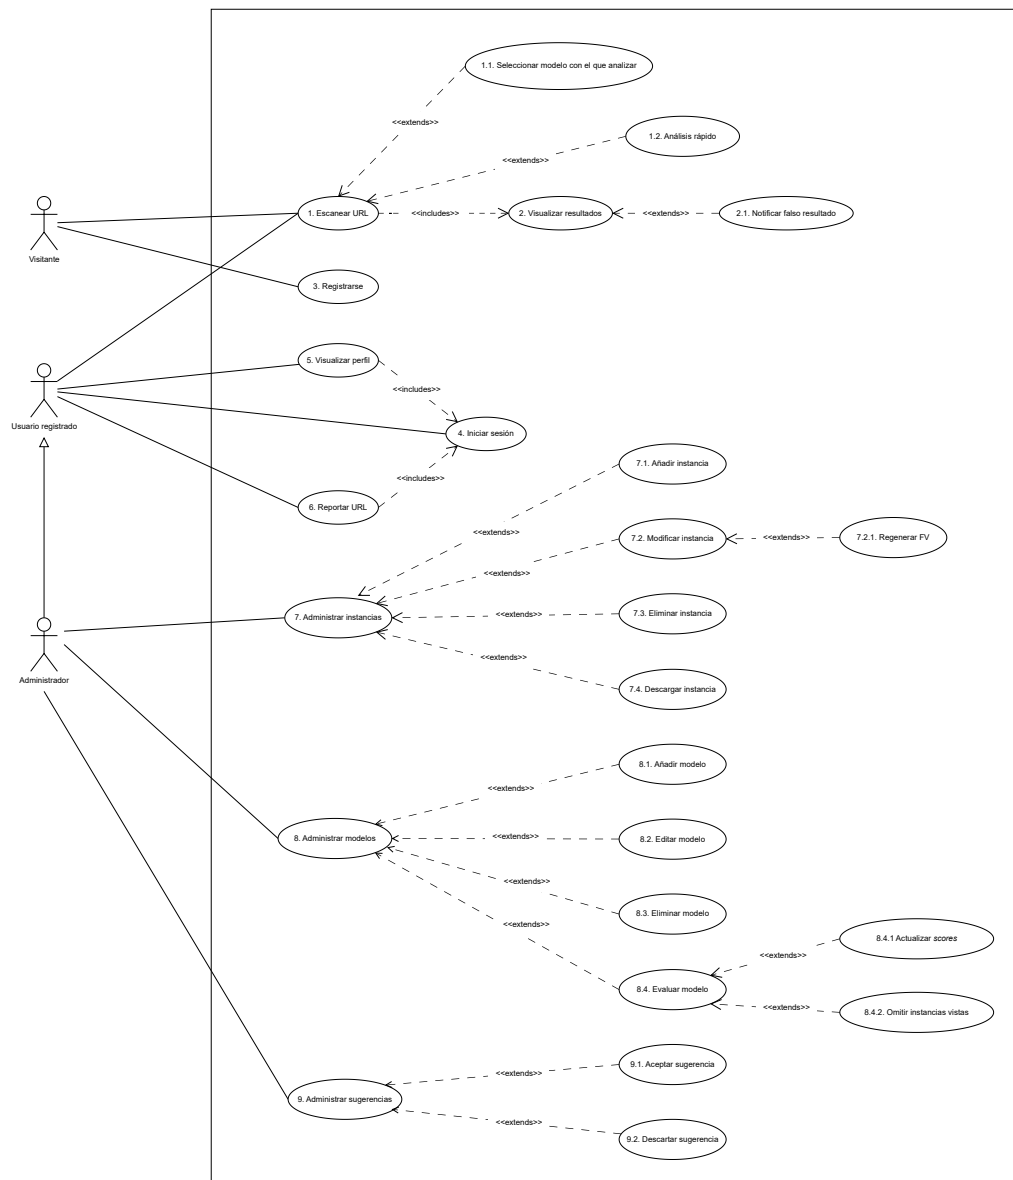 1.1. Seleccionar modelo con el que analizar
<<extends>>
1.2. Análisis rápido
<<extends>>
Visitante
1. Escanear URL
<<includes>>
2. Visualizar resultados
<<extends>>
2.1. Notificar falso resultado
3. Registrarse
5. Visualizar perfil
<<includes>>
Usuario registrado
4. Iniciar sesión
<<includes>>
6. Reportar URL
7.1. Añadir instancia
<<extends>>
7.2. Modificar instancia
<<extends>>
7.2.1. Regenerar FV
<<extends>>
7. Administrar instancias
<<extends>>
7.3. Eliminar instancia
<<extends>>
7.4. Descargar instancia
Administrador
8.1. Añadir modelo
<<extends>>
8. Administrar modelos
<<extends>>
8.2. Editar modelo
<<extends>>
8.3. Eliminar modelo
<<extends>>
8.4. Evaluar modelo
<<extends>>
8.4.1 Actualizar scores
<<extends>>
8.4.2. Omitir instancias vistas
9. Administrar sugerencias
<<extends>>
9.1. Aceptar sugerencia
<<extends>>
9.2. Descartar sugerencia